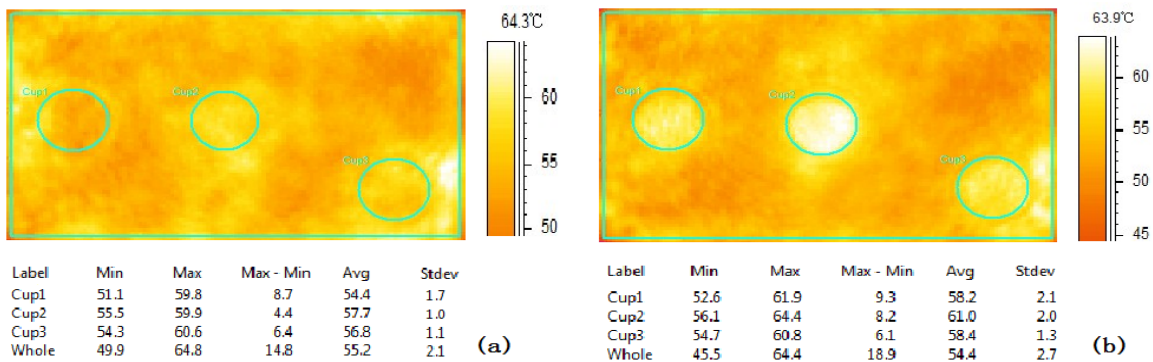 64.3℃
Cup1
Cup2
Cup3
60
55
50
Label Min Max Max - Min Avg Stdev
Cup1 51.1 59.8 8.7 54.4 1.7
Cup2 55.5 59.9 4.4 57.7 1.0
Cup3 54.3 60.6 6.4 56.8 1.1
Whole 49.9 64.8 14.8 55.2 2.1
(a)
63.9℃
Cup1
Cup2
Cup3
60
55
50
45
Label Min Max Max - Min Avg Stdev
Cup1 52.6 61.9 9.3 58.2 2.1
Cup2 56.1 64.4 8.2 61.0 2.0
Cup3 54.7 60.8 6.1 58.4 1.3
Whole 45.5 64.4 18.9 54.4 2.7
(b)